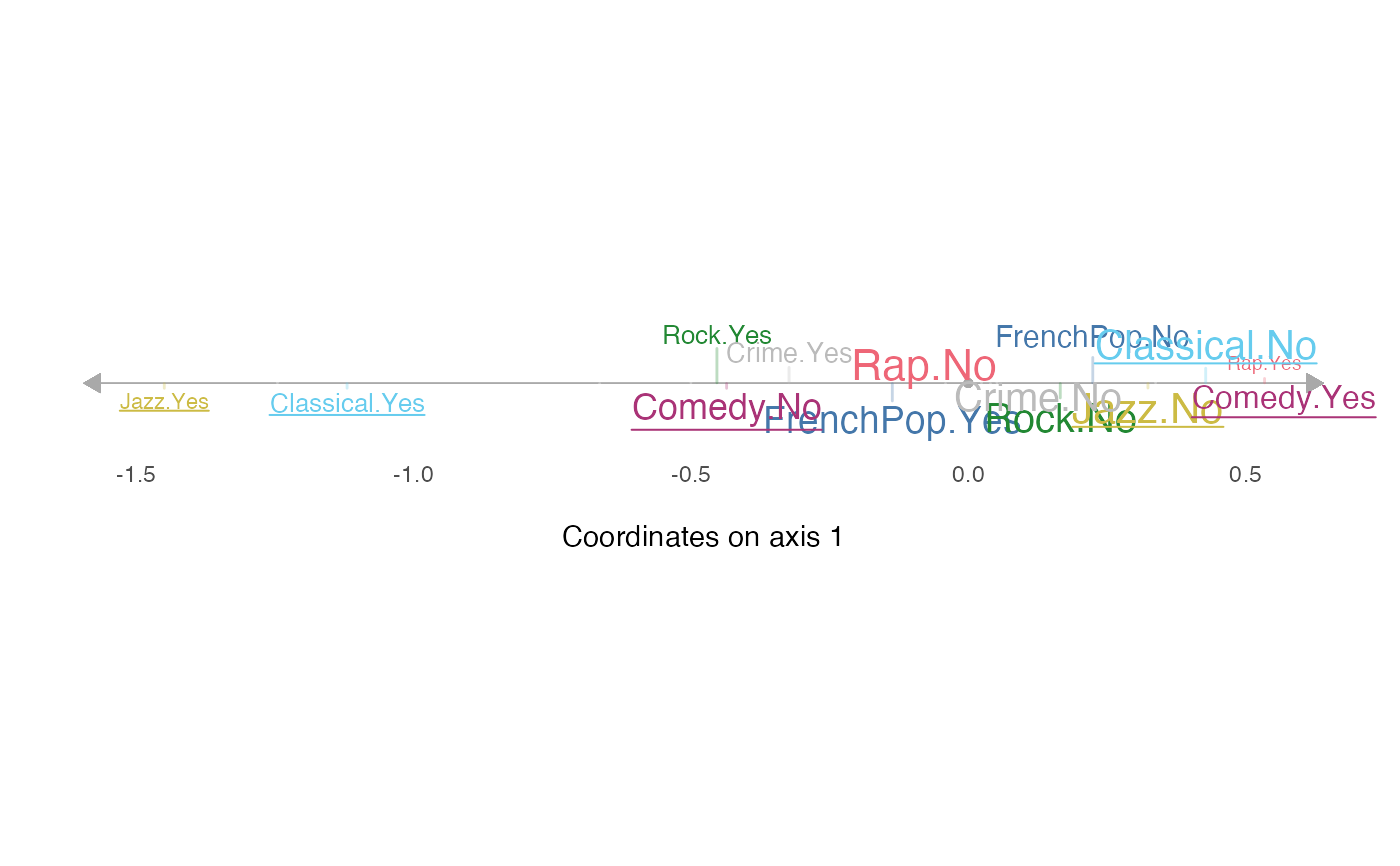 Rock.Yes
FrenchPop.No
Classical.No
Crime.Yes
Rap.No
Rap.Yes
Jazz.Yes
Classical.Yes
Comedy.No
Crime.No
Comedy.Yes
FrenchPop.Yes
Rock.No
Jazz.No
-1.5 -1.0 -0.5 0.0 0.5
Coordinates on axis 1